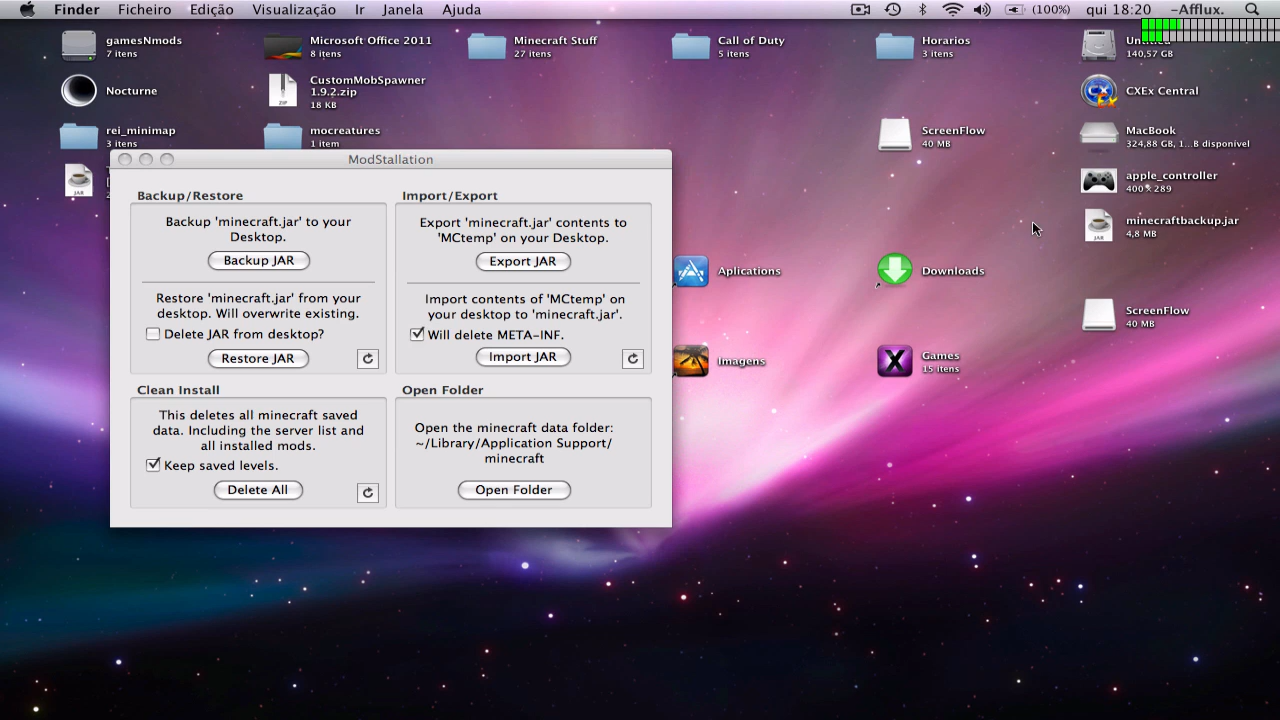 Finder Ficheiro Edição Visualização Ir Janela Ajuda (100%) qui 18:20 -Afflux.
gamesNmods
7 itens
Microsoft Office 2011
8 itens
Minecraft Stuff
27 itens
Call of Duty
5 itens
Horarios
3 itens
140,57 GB
Nocturne
CustomMobSpawner
1.9.2.zip
18 KB
ZIP
CXEx Central
rei_minimap
3 itens
mocreatures
1 item
ScreenFlow
40 MB
MacBook
324,88 GB, 1...B disponível
JAR
apple_controller
400 × 289
minecraftbackup.jar
4,8 MB
JAR
Aplications
Downloads
ScreenFlow
40 MB
Imagens
Games
15 itens
ModStallation
Backup/Restore
Backup 'minecraft.jar' to your
Desktop.
Backup JAR
Restore 'minecraft.jar' from your
desktop. Will overwrite existing.
Delete JAR from desktop?
Restore JAR
Import/Export
Export 'minecraft.jar' contents to
'MCtemp' on your Desktop.
Export JAR
Import contents of 'MCtemp' on
your desktop to 'minecraft.jar'.
Will delete META-INF.
Import JAR
Clean Install
This deletes all minecraft saved
data. Including the server list and
all installed mods.
Keep saved levels.
Delete All
Open Folder
Open the minecraft data folder:
~/Library/Application Support/
minecraft
Open Folder